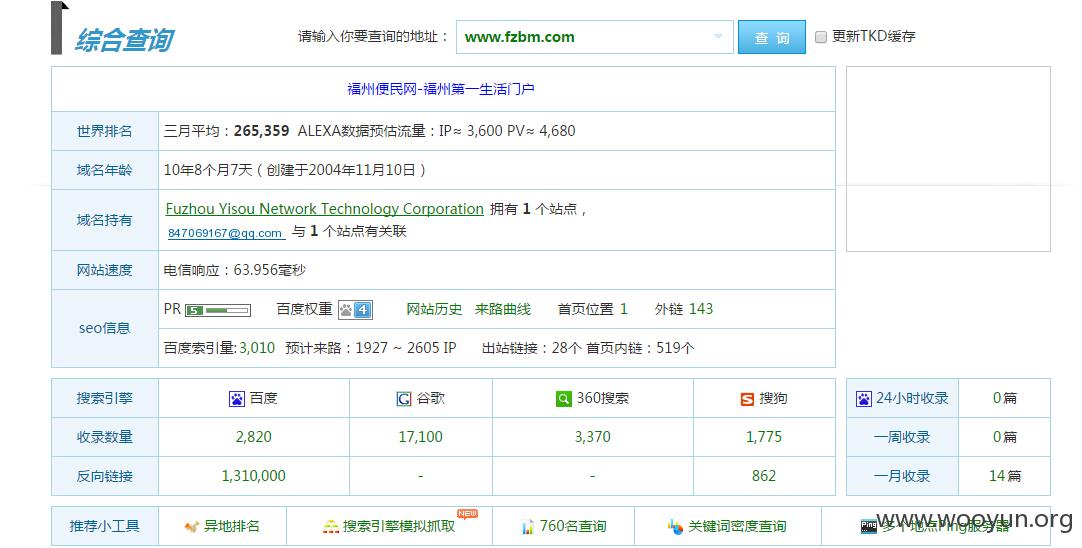 综合查询 请输入你要查询的地址： www.fzbm.com 查 询 更新TKD缓存
福州便民网-福州第一生活门户
世界排名 三月平均：265,359 ALEXA数据预估流量：IP≈ 3,600 PV≈ 4,680
域名年龄 10年8个月7天（创建于2004年11月10日）
域名持有 Fuzhou Yisou Network Technology Corporation 拥有 1 个站点，
847069167@qq.com 与 1 个站点有关联
网站速度 电信响应：63.956毫秒
seo信息 PR 5 百度权重 4 网站历史 来路曲线 首页位置 1 外链 143
百度索引量:3,010 预计来路：1927 ~ 2605 IP 出站链接：28个 首页内链：519个
搜索引擎 百度 谷歌 360搜索 搜狗 24小时收录 0篇
收录数量 2,820 17,100 3,370 1,775 一周收录 0篇
反向链接 1,310,000 - - 862 一月收录 14篇
推荐小工具 异地排名 搜索引擎模拟抓取 NEW 760名查询 关键词密度查询 Ping 多个地点Ping服务器
www.wooyun.org